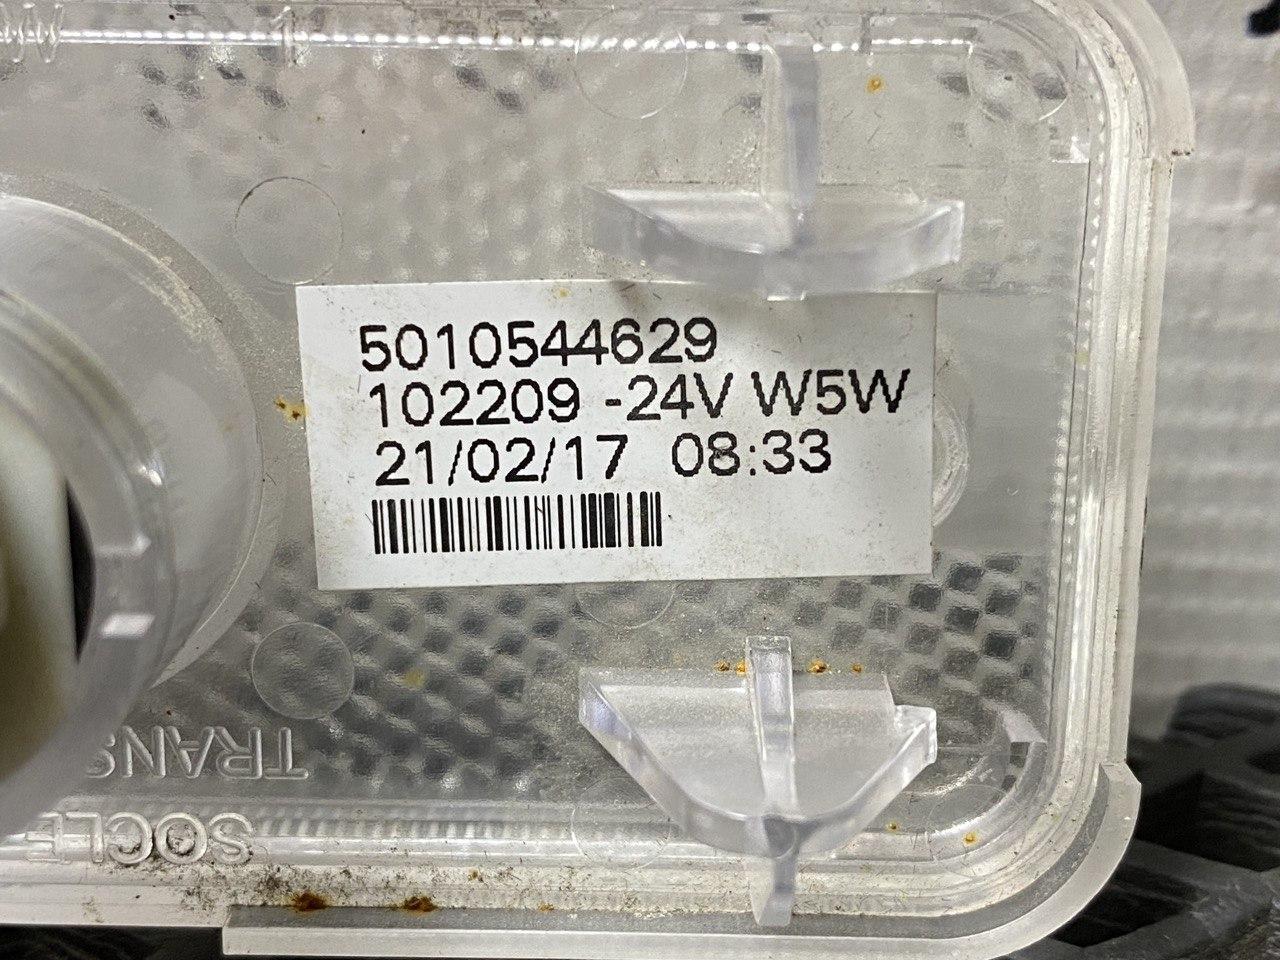 5010544629
102209 -24V W5W
21/02/17 08:33
TRANS
SOCLE